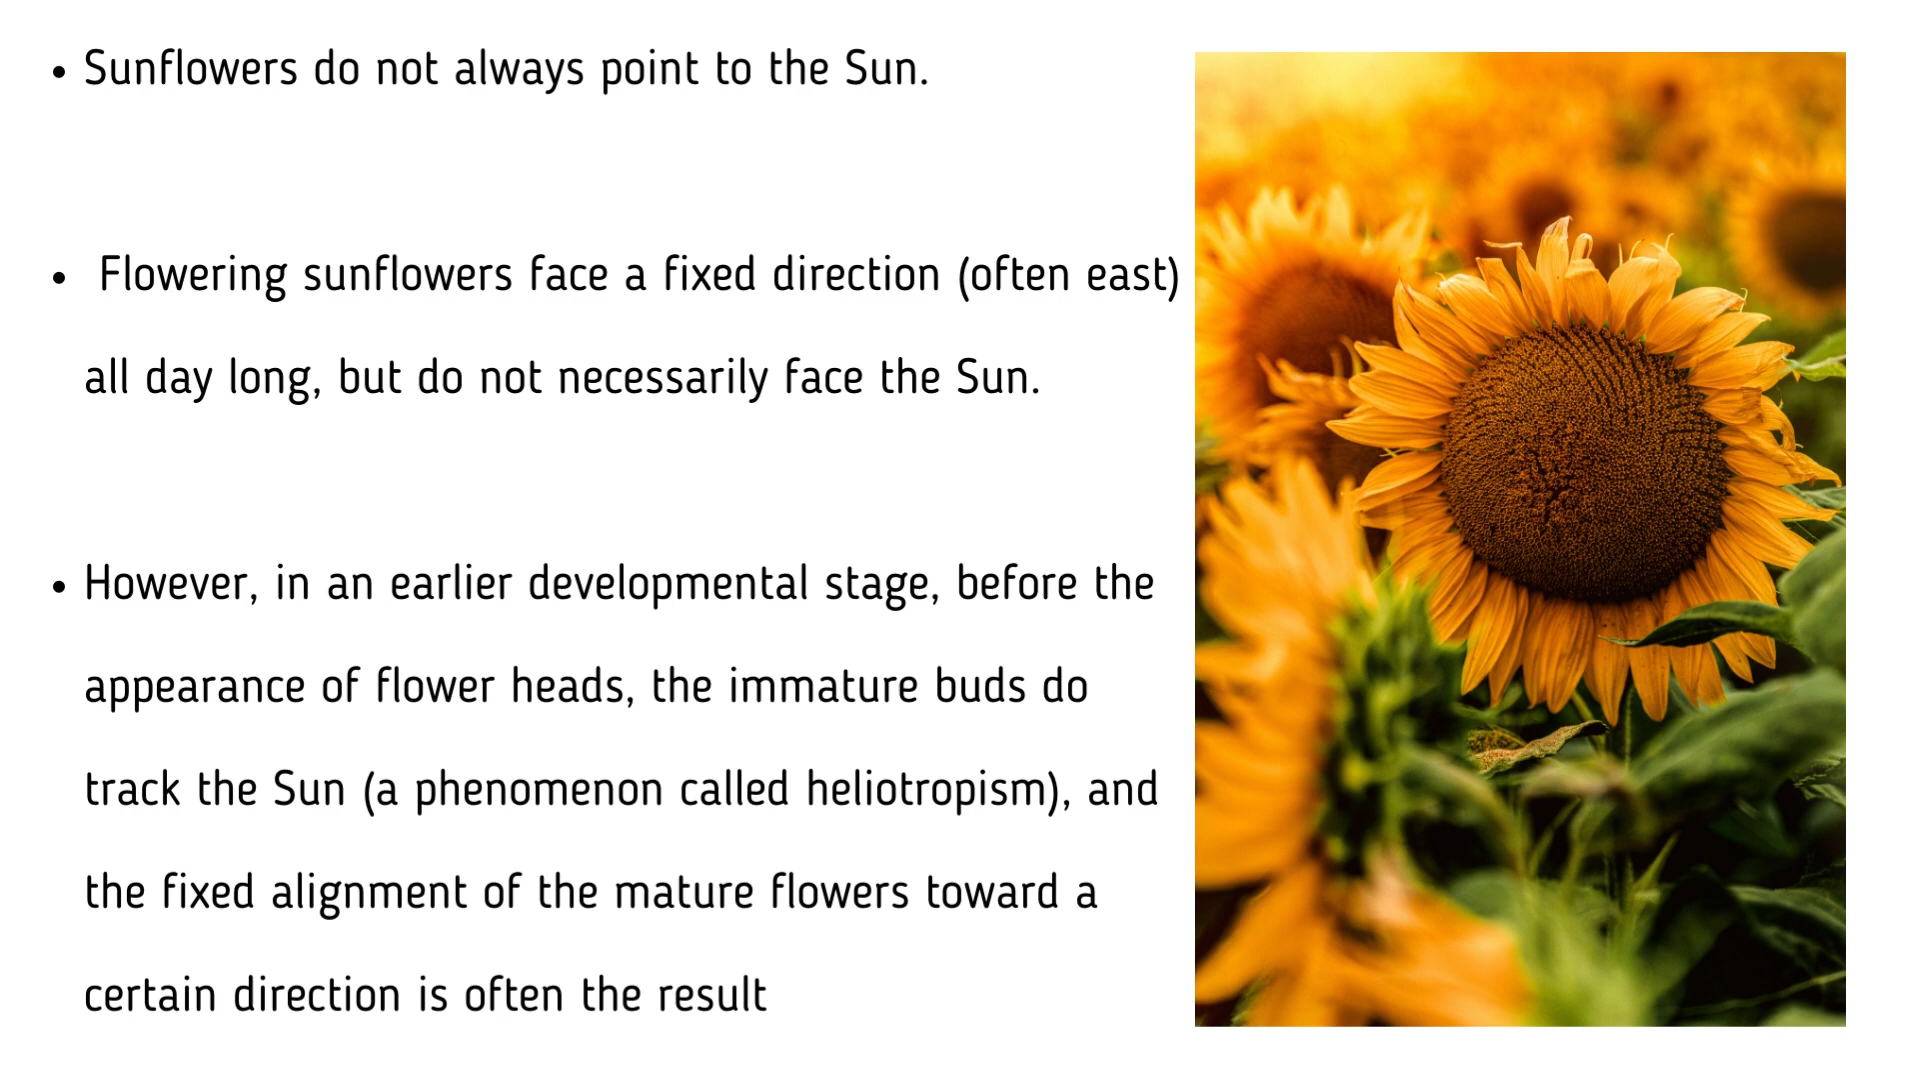 • Sunflowers do not always point to the Sun.
• Flowering sunflowers face a fixed direction (often east)
all day long, but do not necessarily face the Sun.
• However, in an earlier developmental stage, before the
appearance of flower heads, the immature buds do
track the Sun (a phenomenon called heliotropism), and
the fixed alignment of the mature flowers toward a
certain direction is often the result